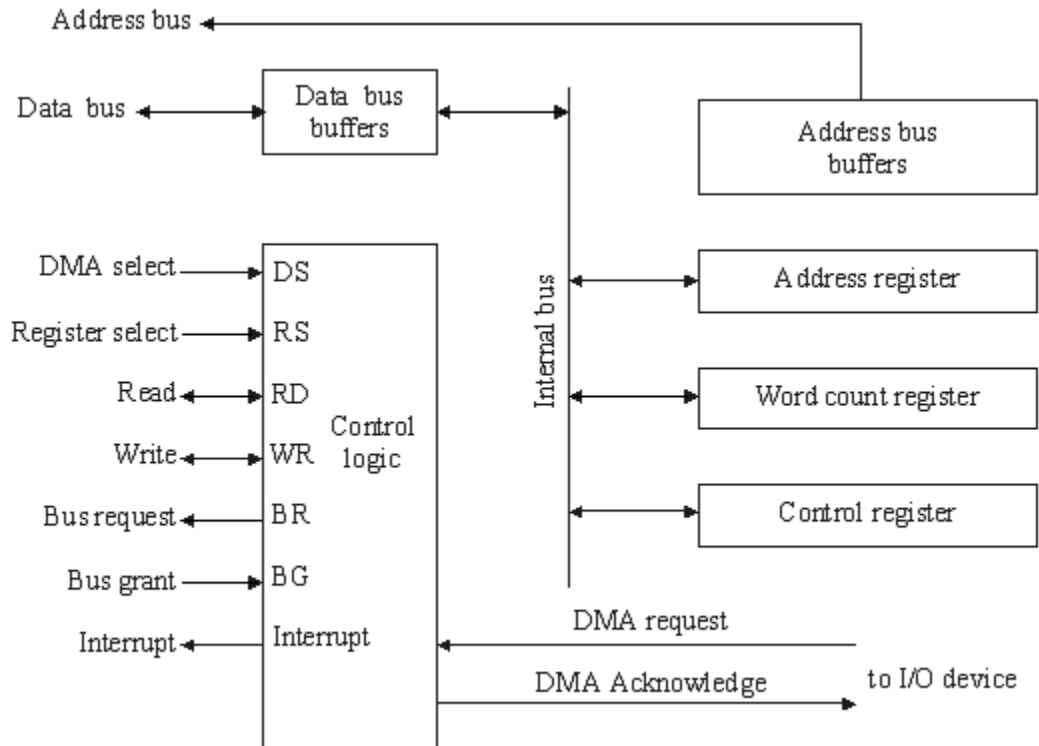 Address bus
Data bus
Data bus
buffers
Address bus
buffers
DMA select
DS
Address register
Register select
RS
Internal bus
Read
RD
Word count register
Control
logic
Write
WR
Bus request
BR
Control register
Bus grant
BG
DMA request
Interrupt
Interrupt
DMA Acknowledge
to I/O device